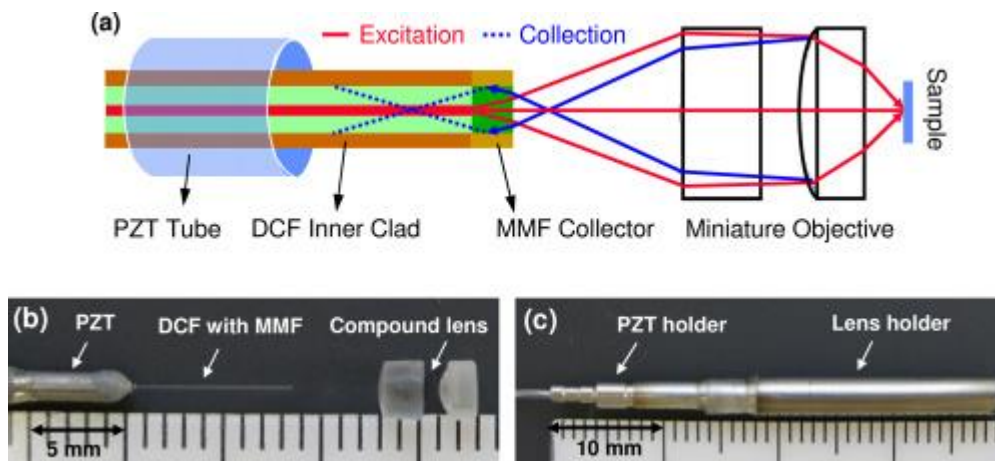 (a)
Excitation
Collection
Sample
PZT Tube
DCF Inner Clad
MMF Collector
Miniature Objective
(b)
PZT
DCF with MMF
Compound lens
5 mm
(c)
PZT holder
Lens holder
10 mm